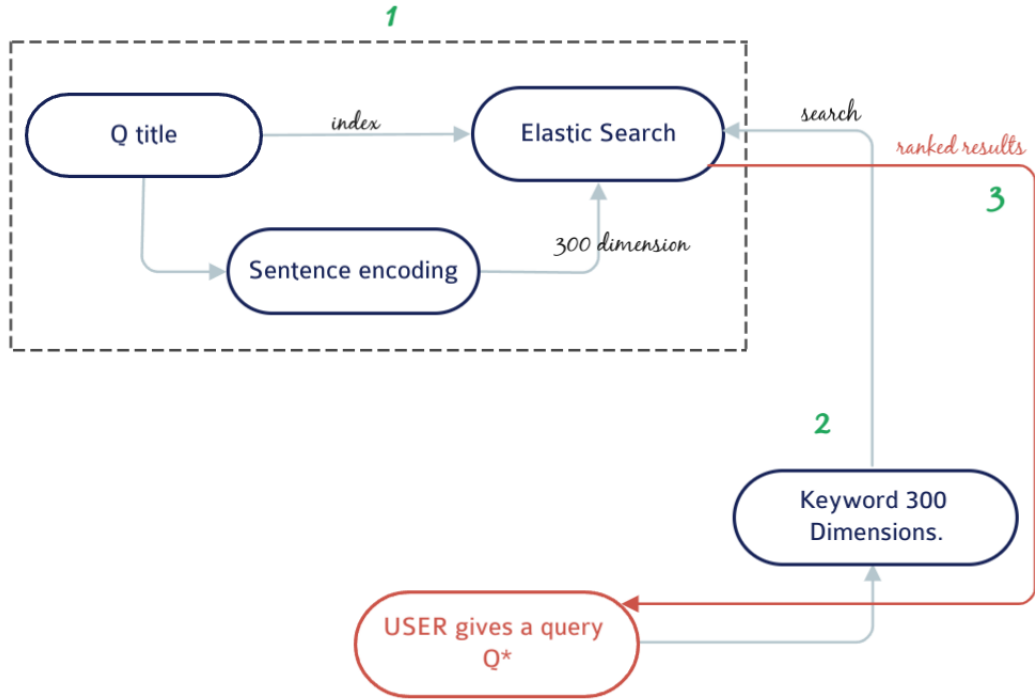 1
Q title
index
Elastic Search
search
ranked results
3
Sentence encoding
300 dimension
2
Keyword 300
Dimensions.
USER gives a query
Q*